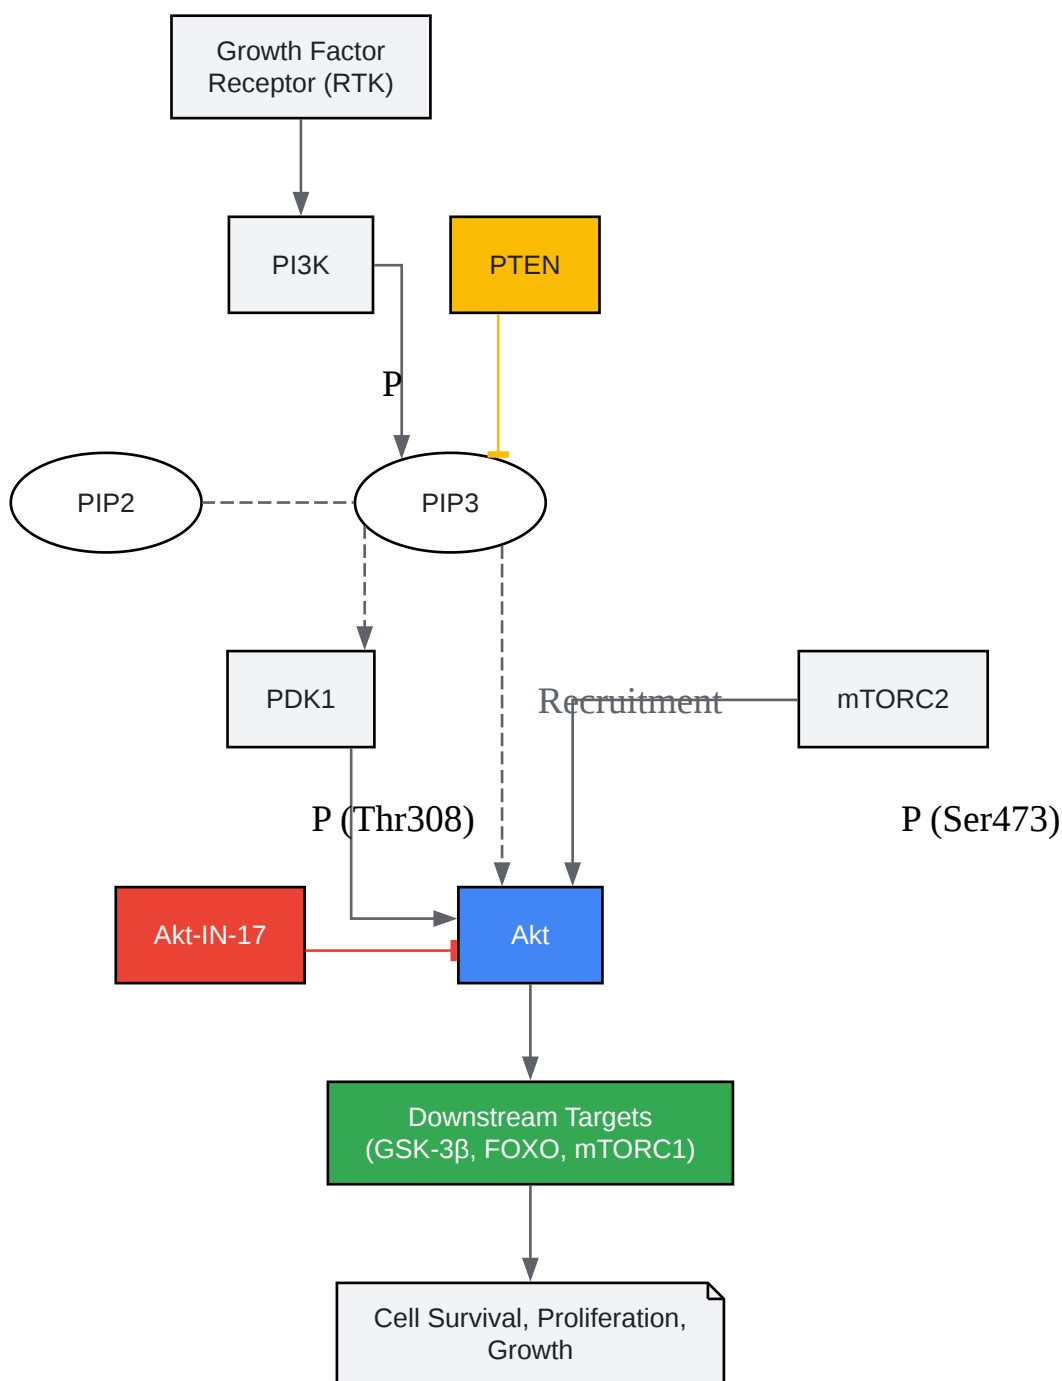 Growth Factor
Receptor (RTK)
PI3K
PTEN
P
PIP2
PIP3
PDK1
Recruitment
mTORC2
P (Thr308)
P (Ser473)
Akt-IN-17
Akt
Downstream Targets
(GSK-3β, FOXO, mTORC1)
Cell Survival, Proliferation,
Growth